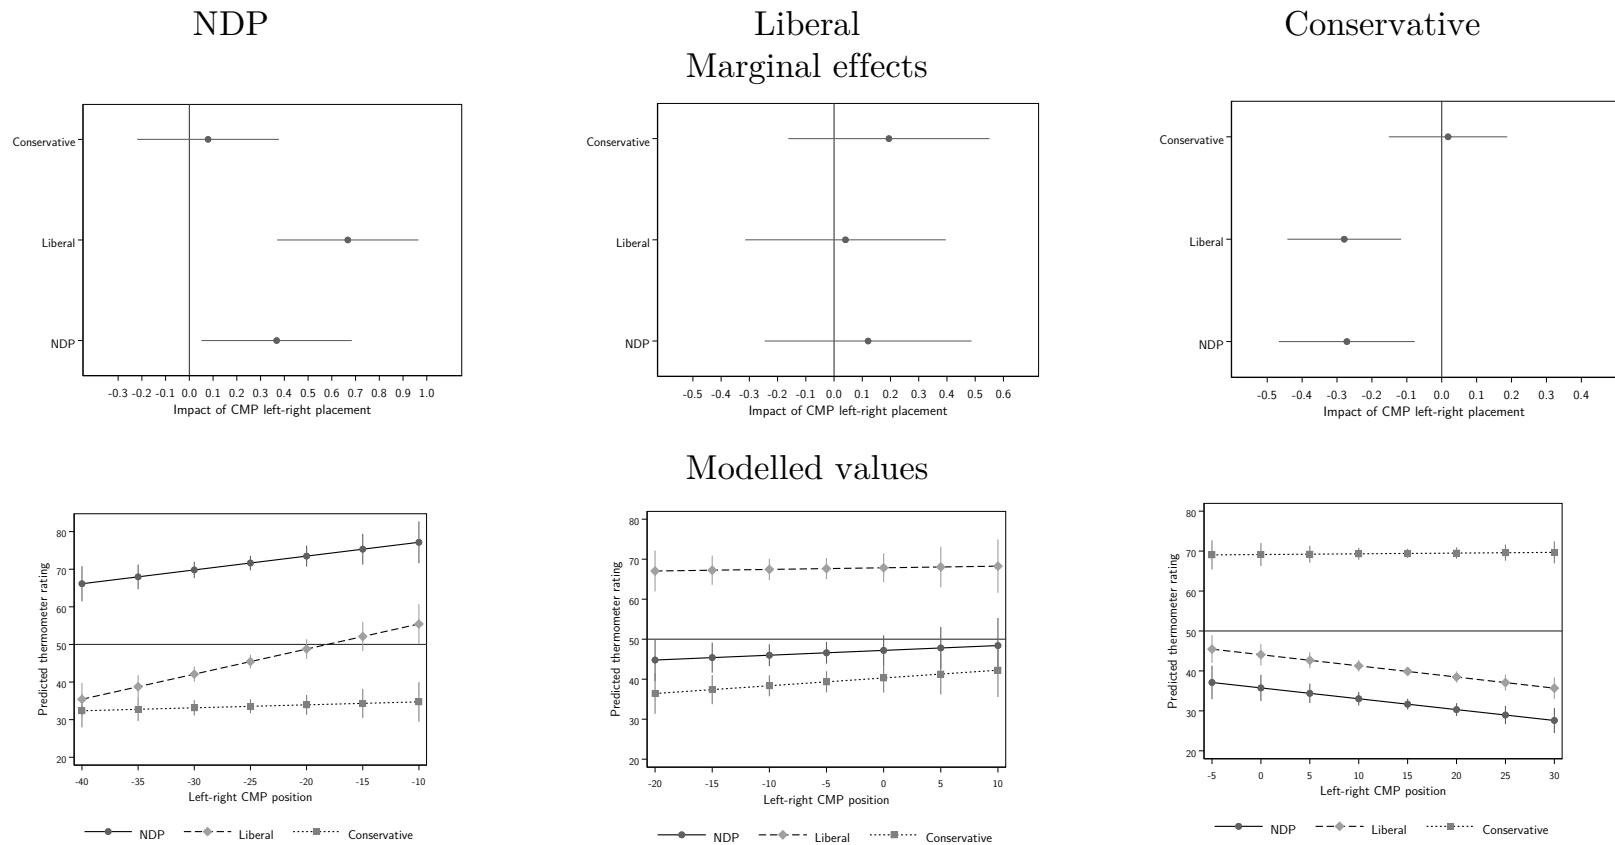 NDP
Liberal
Conservative
Marginal effects
Conservative
Liberal
NDP
-0.3 -0.2 -0.1 0.0 0.1 0.2 0.3 0.4 0.5 0.6 0.7 0.8 0.9 1.0
Impact of CMP left-right placement
Conservative
Liberal
NDP
-0.5 -0.4 -0.3 -0.2 -0.1 0.0 0.1 0.2 0.3 0.4 0.5 0.6
Impact of CMP left-right placement
Conservative
Liberal
NDP
-0.5 -0.4 -0.3 -0.2 -0.1 0.0 0.1 0.2 0.3 0.4
Impact of CMP left-right placement
Modelled values
Predicted thermometer rating
80
70
60
50
40
30
20
-40 -35 -30 -25 -20 -15 -10
Left-right CMP position
NDP Liberal Conservative
Predicted thermometer rating
80
70
60
50
40
30
20
-20 -15 -10 -5 0 5 10
Left-right CMP position
NDP Liberal Conservative
Predicted thermometer rating
80
70
60
50
40
30
20
-5 0 5 10 15 20 25 30
Left-right CMP position
NDP Liberal Conservative